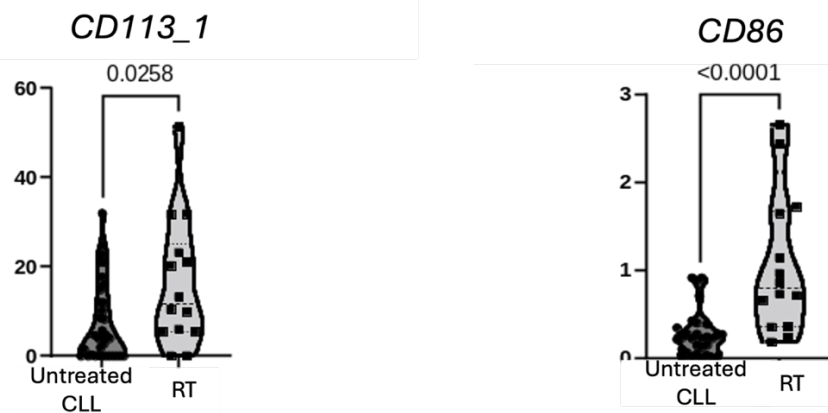 CD113_1
0.0258
60
40
20
0
Untreated
CLL
RT
CD86
<0.0001
3
2
1
0
Untreated
CLL
RT